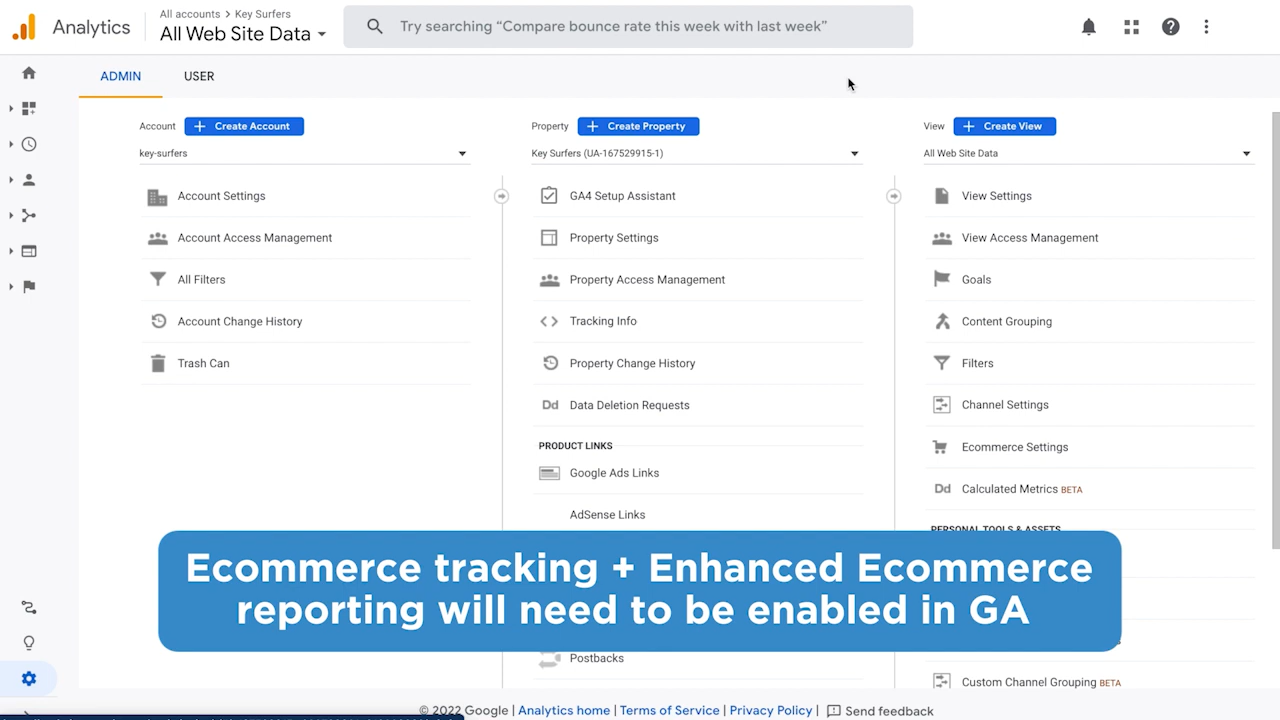 Analytics
All accounts > Key Surfers
All Web Site Data
Try searching “Compare bounce rate this week with last week”
ADMIN
USER
Account
Create Account
key-surfers
Account Settings
Account Access Management
All Filters
Account Change History
Trash Can
Property
Create Property
Key Surfers (UA-167529915-1)
GA4 Setup Assistant
Property Settings
Property Access Management
Tracking Info
Property Change History
Dd Data Deletion Requests
PRODUCT LINKS
Google Ads Links
AdSense Links
Postbacks
View
Create View
All Web Site Data
View Settings
View Access Management
Goals
Content Grouping
Filters
Channel Settings
Ecommerce Settings
Dd Calculated Metrics BETA
PERSONAL TOOLS & ASSETS
Custom Channel Grouping BETA
Ecommerce tracking + Enhanced Ecommerce
reporting will need to be enabled in GA
© 2022 Google | Analytics home | Terms of Service | Privacy Policy | Send feedback